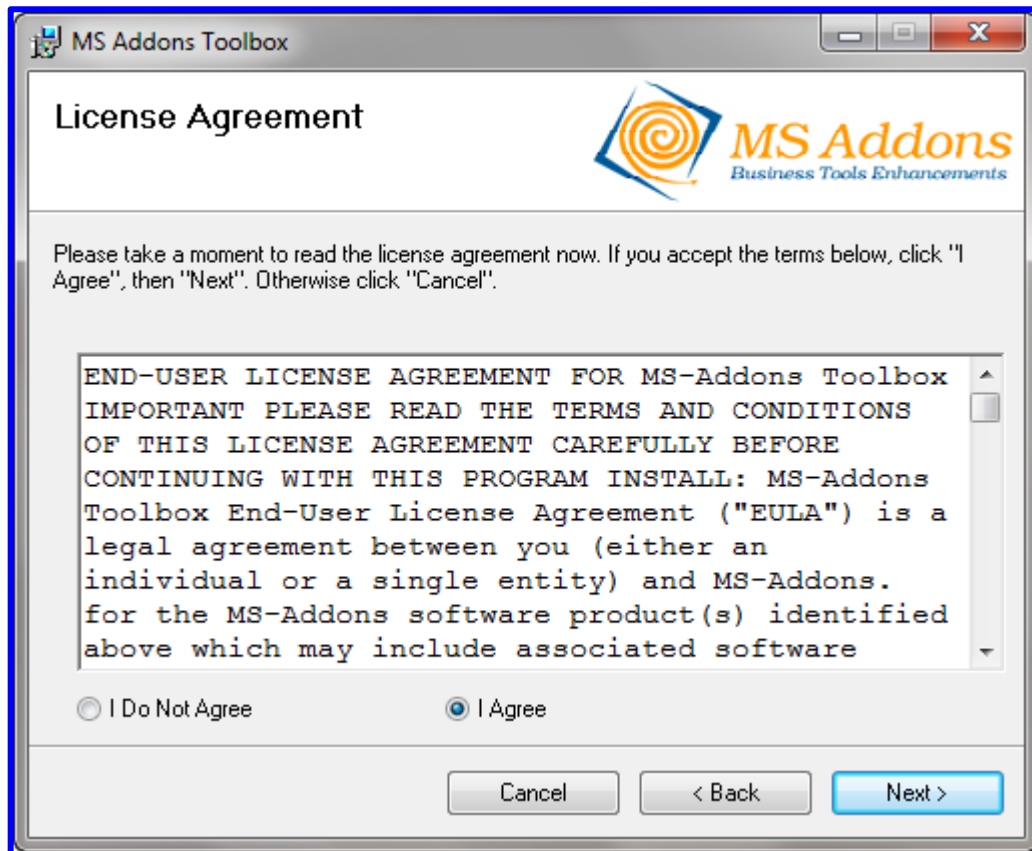 MS Addons Toolbox
License Agreement
MS Addons
Business Tools Enhancements
Please take a moment to read the license agreement now. If you accept the terms below, click "I
Agree", then "Next". Otherwise click "Cancel".
END-USER LICENSE AGREEMENT FOR MS-Addons Toolbox
IMPORTANT PLEASE READ THE TERMS AND CONDITIONS
OF THIS LICENSE AGREEMENT CAREFULLY BEFORE
CONTINUING WITH THIS PROGRAM INSTALL: MS-Addons
Toolbox End-User License Agreement ("EULA") is a
legal agreement between you (either an
individual or a single entity) and MS-Addons.
for the MS-Addons software product(s) identified
above which may include associated software
I Do Not Agree
I Agree
Cancel
< Back
Next >